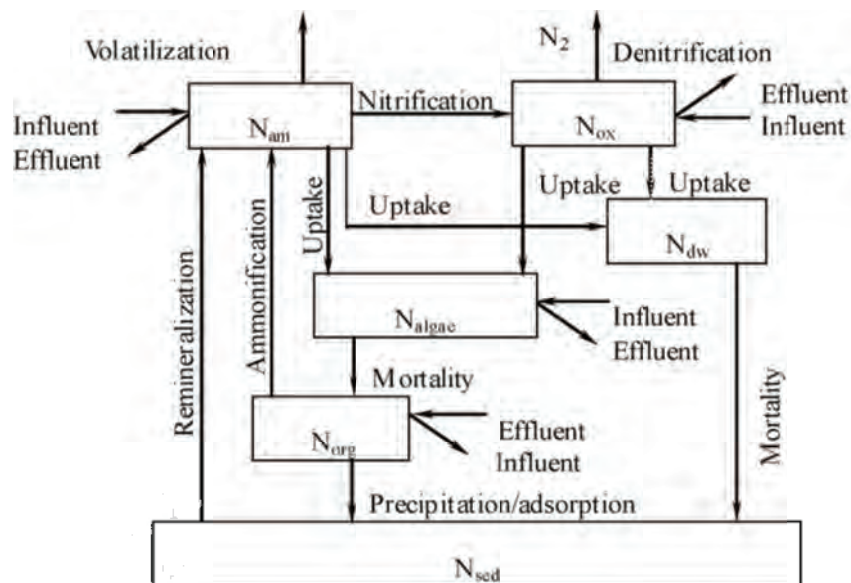 Volatilization
N2
Denitrification
Influent
Effluent
Nam
Nitrification
Nox
Effluent
Influent
Uptake
Uptake
Uptake
Uptake
Ndw
Remineralization
Ammonification
Nalgae
Influent
Effluent
Mortality
Mortality
Norg
Effluent
Influent
Precipitation/adsorption
Nsed